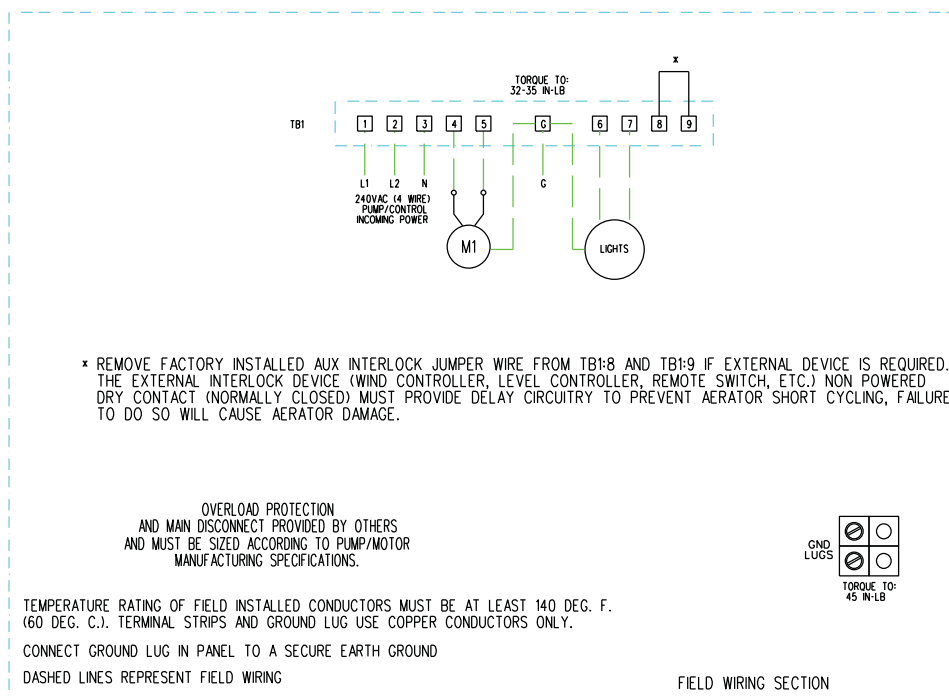 *
TORQUE TO:
32-35 IN-LB
TB1
1 2 3 4 5 G 6 7 8 9
L1 L2 N G
240VAC (4 WIRE)
PUMP/CONTROL
INCOMING POWER
M1
LIGHTS
* REMOVE FACTORY INSTALLED AUX INTERLOCK JUMPER WIRE FROM TB1:8 AND TB1:9 IF EXTERNAL DEVICE IS REQUIRED.
THE EXTERNAL INTERLOCK DEVICE (WIND CONTROLLER, LEVEL CONTROLLER, REMOTE SWITCH, ETC.) NON POWERED
DRY CONTACT (NORMALLY CLOSED) MUST PROVIDE DELAY CIRCUITRY TO PREVENT AERATOR SHORT CYCLING, FAILURE
TO DO SO WILL CAUSE AERATOR DAMAGE.
OVERLOAD PROTECTION
AND MAIN DISCONNECT PROVIDED BY OTHERS
AND MUST BE SIZED ACCORDING TO PUMP/MOTOR
MANUFACTURING SPECIFICATIONS.
GND
LUGS
TORQUE TO:
45 IN-LB
TEMPERATURE RATING OF FIELD INSTALLED CONDUCTORS MUST BE AT LEAST 140 DEG. F.
(60 DEG. C.). TERMINAL STRIPS AND GROUND LUG USE COPPER CONDUCTORS ONLY.
CONNECT GROUND LUG IN PANEL TO A SECURE EARTH GROUND
DASHED LINES REPRESENT FIELD WIRING
FIELD WIRING SECTION